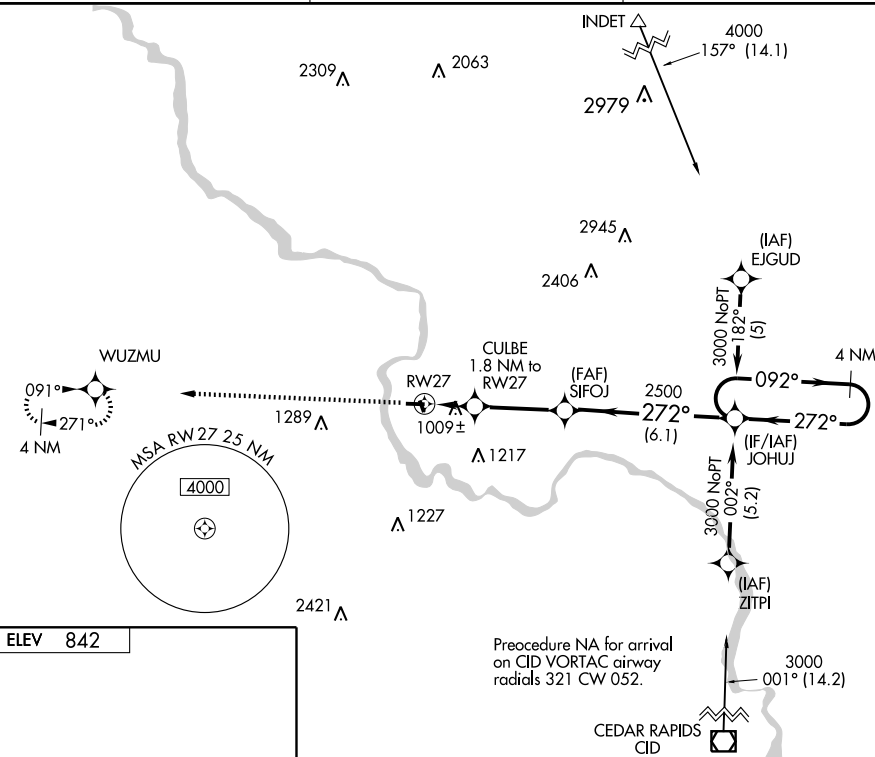 INDET
4000
157° (14.1)
2309
2063
2979
2945
2406
(IAF)
EJGUD
3000 NoPT
182°
(5)
4 NM
WUZMU
091°
271°
4 NM
CULBE
1.8 NM to
RW27
RW27
(FAF)
SIFOJ
2500
272°
(6.1)
092°
272°
(IF/IAF)
JOHUJ
1289
1009±
1217
MSA RW 27 25 NM
4000
1227
3000 NoPT
002°
(5.2)
(IAF)
ZITPI
2421
ELEV 842
Preocedure NA for arrival
on CID VORTAC airway
radials 321 CW 052.
3000
001° (14.2)
CEDAR RAPIDS
CID